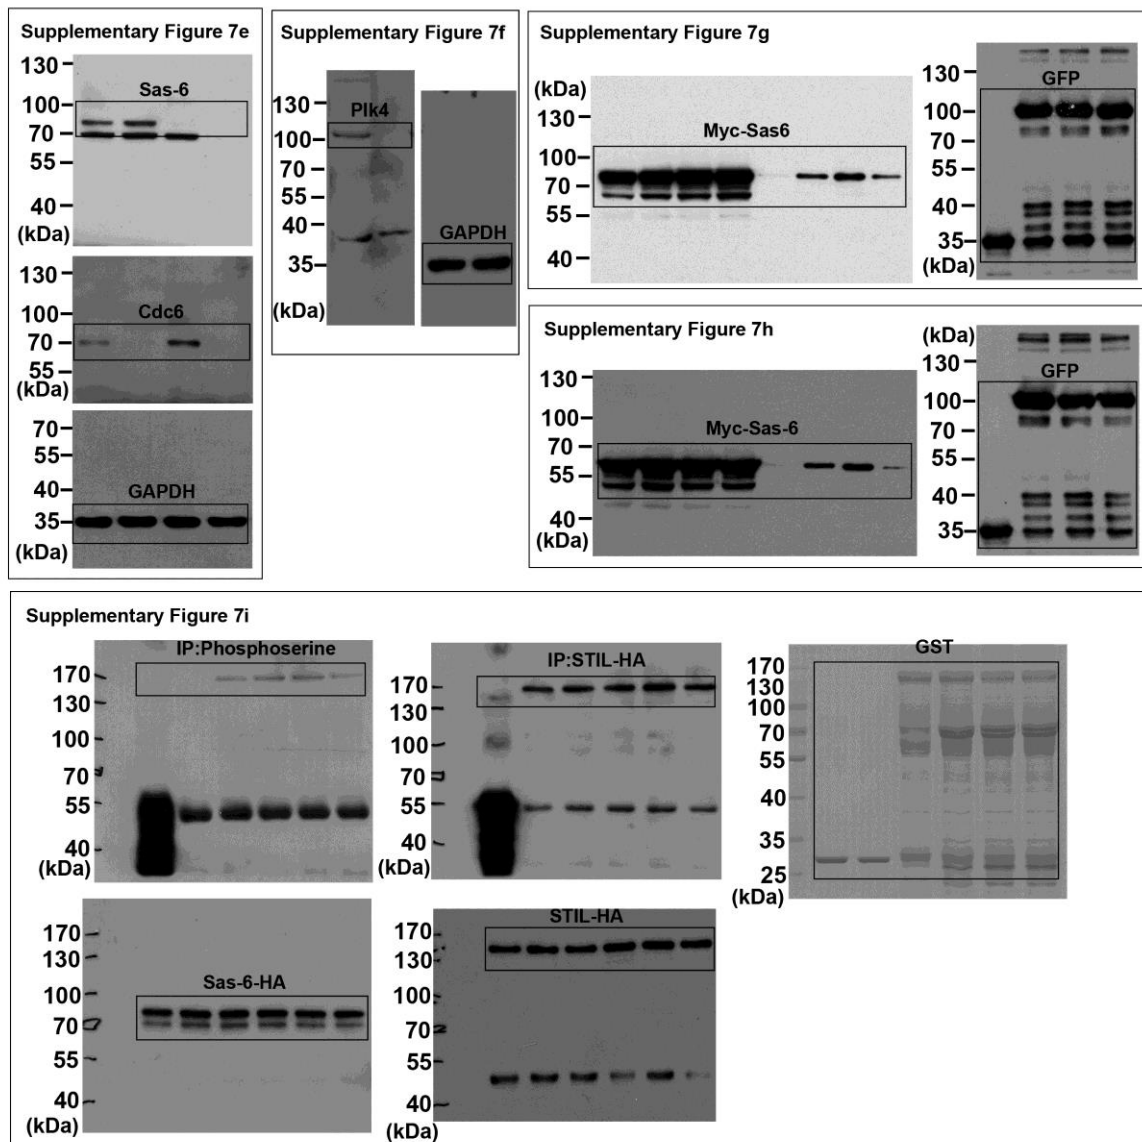 Supplementary Figure 7e
130
Sas-6
100
70
55
40
(kDa)
130
100
Cdc6
70
55
(kDa)
70
55
40
GAPDH
35
(kDa)
Supplementary Figure 7f
130
Plk4
100
70
55
40
GAPDH
35
(kDa)
Supplementary Figure 7g
(kDa)
130
Myc-Sas6
100
70
55
40
130
GFP
100
70
55
40
35
(kDa)
Supplementary Figure 7h
130
100
Myc-Sas-6
70
55
40
(kDa)
(kDa)
130
GFP
100
70
55
40
35
Supplementary Figure 7i
IP:Phosphoserine
170
130
100
70
55
40
(kDa)
IP:STIL-HA
170
130
100
70
55
40
(kDa)
GST
170
130
100
70
55
40
35
25
(kDa)
170
130
Sas-6-HA
100
70
55
40
(kDa)
STIL-HA
170
130
100
70
55
40
(kDa)